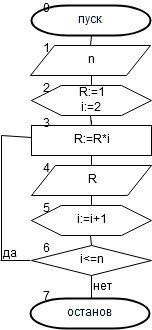 0
пуск
1
n
2
R:=1
i:=2
3
R:=R*i
4
R
5
i:=i+1
6
i<=n
да
нет
7
останов